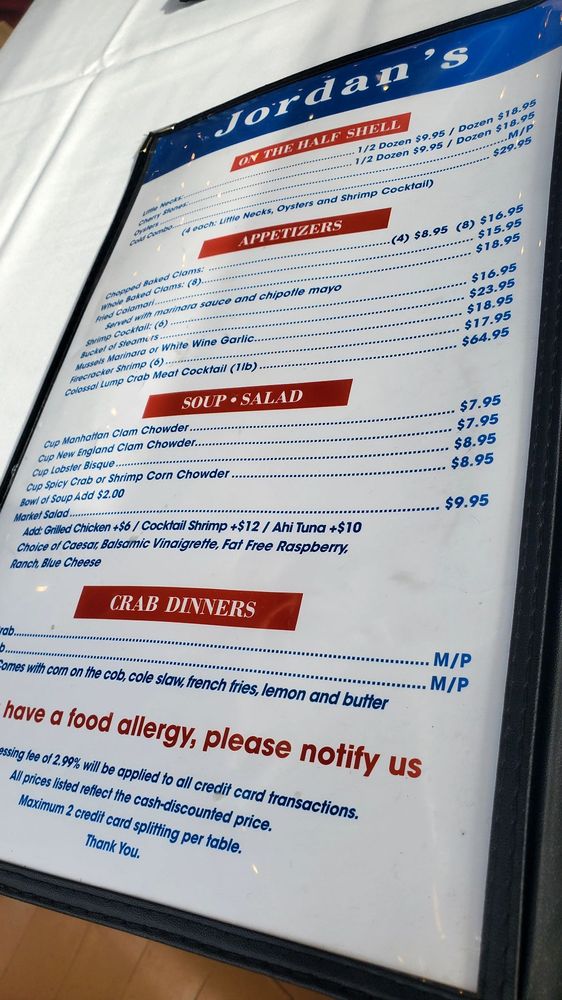 Jordan's
ON THE HALF SHELL
Little Necks: 1/2 Dozen $9.95 / Dozen $18.95
Cherry Stones: 1/2 Dozen $9.95 / Dozen $18.95
Oysters M/P
Cold Combo $29.95
(4 each: Little Necks, Oysters and Shrimp Cocktail)
APPETIZERS
Chopped Baked Clams: (4) $8.95 (8) $16.95
Whole Baked Clams: (8) $15.95
Fried Calamari $18.95
Served with marinara sauce and chipotle mayo
Shrimp Cocktail: (6) $16.95
Bucket of Steamers $23.95
Mussels Marinara or White Wine Garlic $18.95
Firecracker Shrimp (6) $17.95
Colossal Lump Crab Meat Cocktail (1lb) $64.95
SOUP • SALAD
Cup Manhattan Clam Chowder $7.95
Cup New England Clam Chowder $7.95
Cup Lobster Bisque $8.95
Cup Spicy Crab or Shrimp Corn Chowder $8.95
Bowl of Soup Add $2.00
Market Salad $9.95
Add: Grilled Chicken +$6 / Cocktail Shrimp +$12 / Ahi Tuna +$10
Choice of Caesar, Balsamic Vinaigrette, Fat Free Raspberry,
Ranch, Blue Cheese
CRAB DINNERS
M/P
M/P
Comes with corn on the cob, cole slaw, french fries, lemon and butter
have a food allergy, please notify us
essing fee of 2.99% will be applied to all credit card transactions.
All prices listed reflect the cash-discounted price.
Maximum 2 credit card splitting per table.
Thank You.